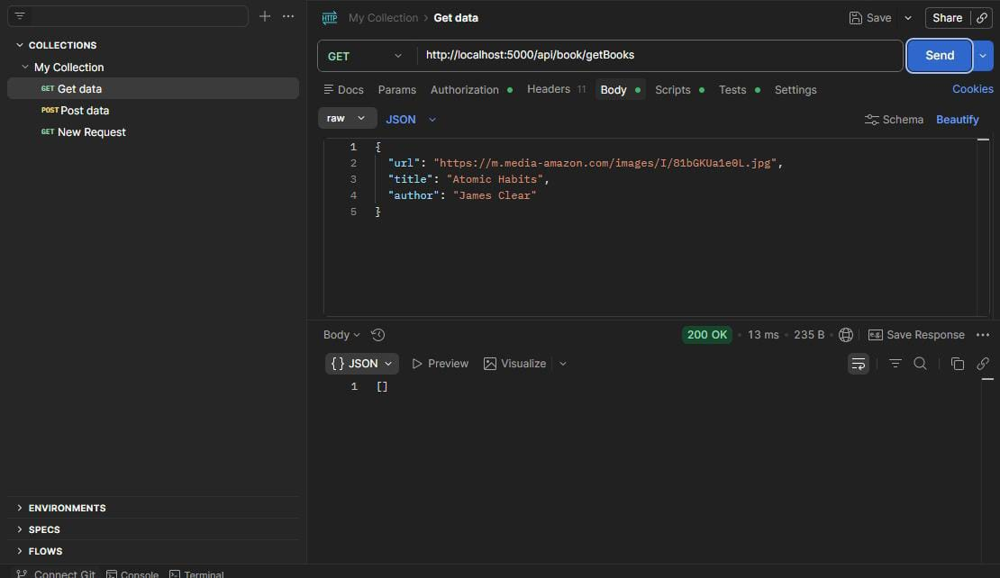 COLLECTIONS
My Collection
GET Get data
POST Post data
GET New Request
ENVIRONMENTS
SPECS
FLOWS
HTTP My Collection › Get data Save Share
GET http://localhost:5000/api/book/getBooks Send
Docs Params Authorization Headers 11 Body Scripts Tests Settings Cookies
raw JSON Schema Beautify
1 {
2 "url": "https://m.media-amazon.com/images/I/81bGKUa1e0L.jpg",
3 "title": "Atomic Habits",
4 "author": "James Clear"
5 }
Body 200 OK • 13 ms • 235 B e.g. Save Response
{} JSON Preview Visualize
1 []
Connect Git Console Terminal